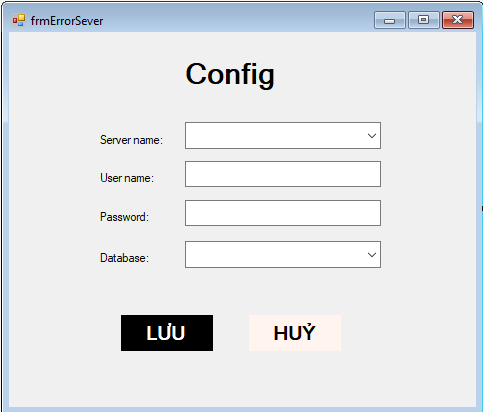 frmErrorSever
Config
Server name:
User name:
Password:
Database:
LƯU HUỶ